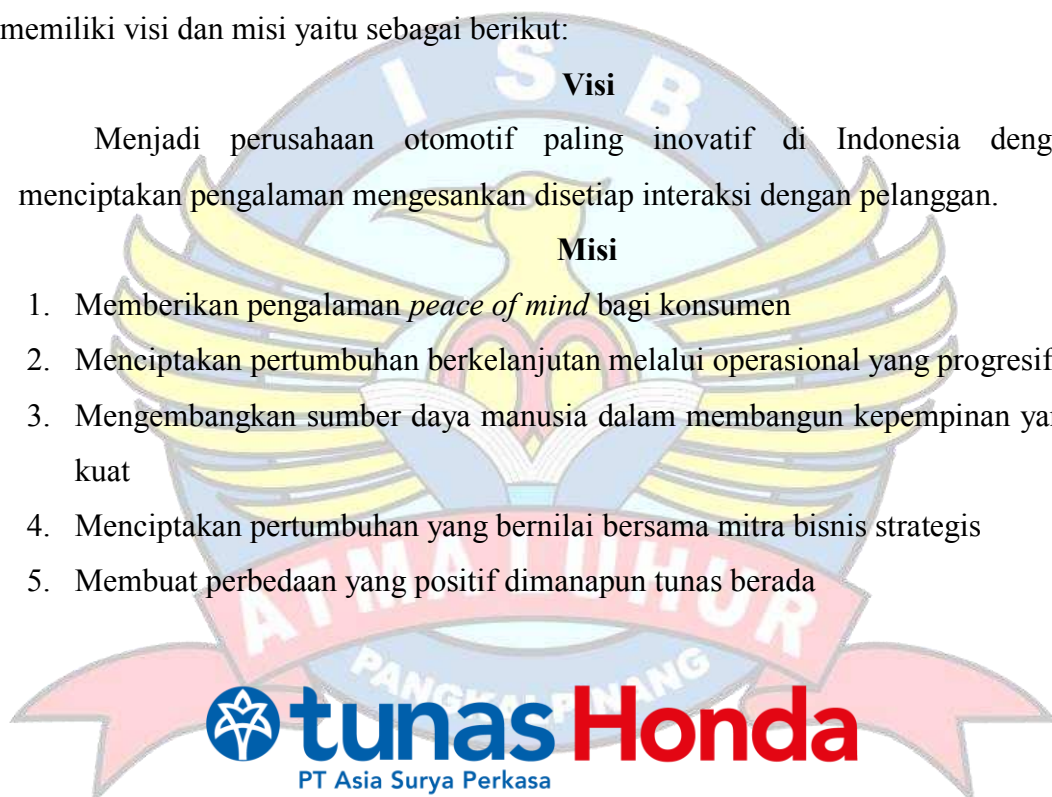 memiliki visi dan misi yaitu sebagai berikut:
Visi
Menjadi perusahaan otomotif paling inovatif di Indonesia deng
menciptakan pengalaman mengesankan disetiap interaksi dengan pelanggan.
Misi
1. Memberikan pengalaman peace of mind bagi konsumen
2. Menciptakan pertumbuhan berkelanjutan melalui operasional yang progresif
3. Mengembangkan sumber daya manusia dalam membangun kepempinan yan
kuat
4. Menciptakan pertumbuhan yang bernilai bersama mitra bisnis strategis
5. Membuat perbedaan yang positif dimanapun tunas berada
ISB
ATMA LUHUR
PANGKALPINANG
tunas Honda
PT Asia Surya Perkasa